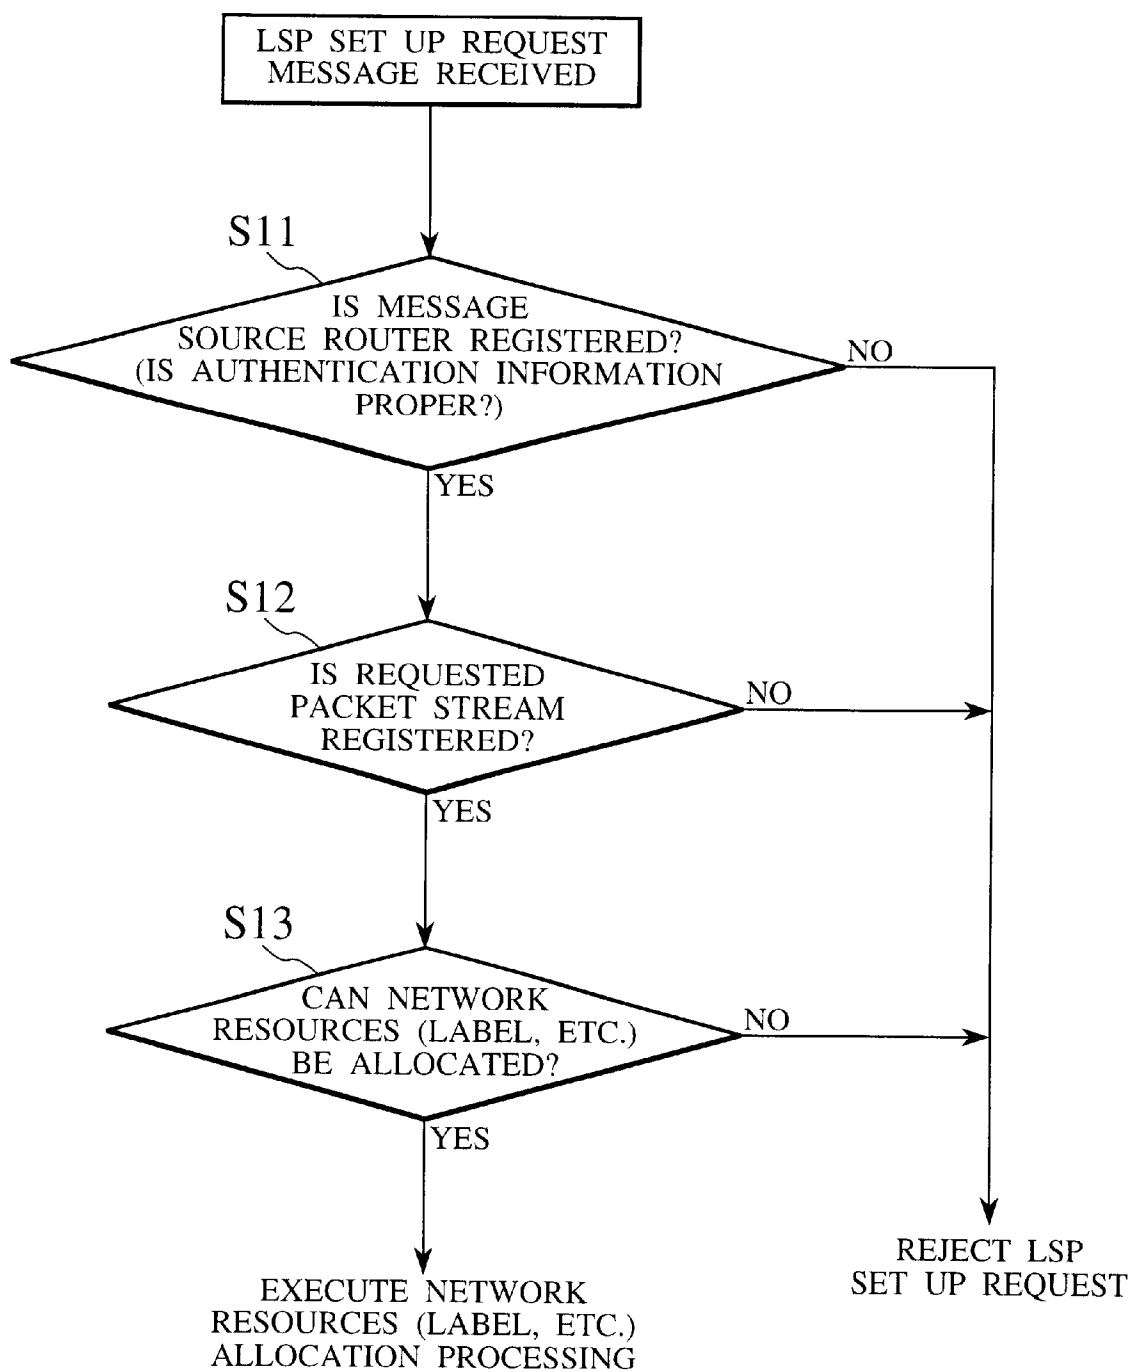 LSP SET UP REQUEST
MESSAGE RECEIVED
S11
IS MESSAGE
SOURCE ROUTER REGISTERED?
(IS AUTHENTICATION INFORMATION
PROPER?)
NO
YES
S12
IS REQUESTED
PACKET STREAM
REGISTERED?
NO
YES
S13
CAN NETWORK
RESOURCES (LABEL, ETC.)
BE ALLOCATED?
NO
YES
REJECT LSP
SET UP REQUEST
EXECUTE NETWORK
RESOURCES (LABEL, ETC.)
ALLOCATION PROCESSING